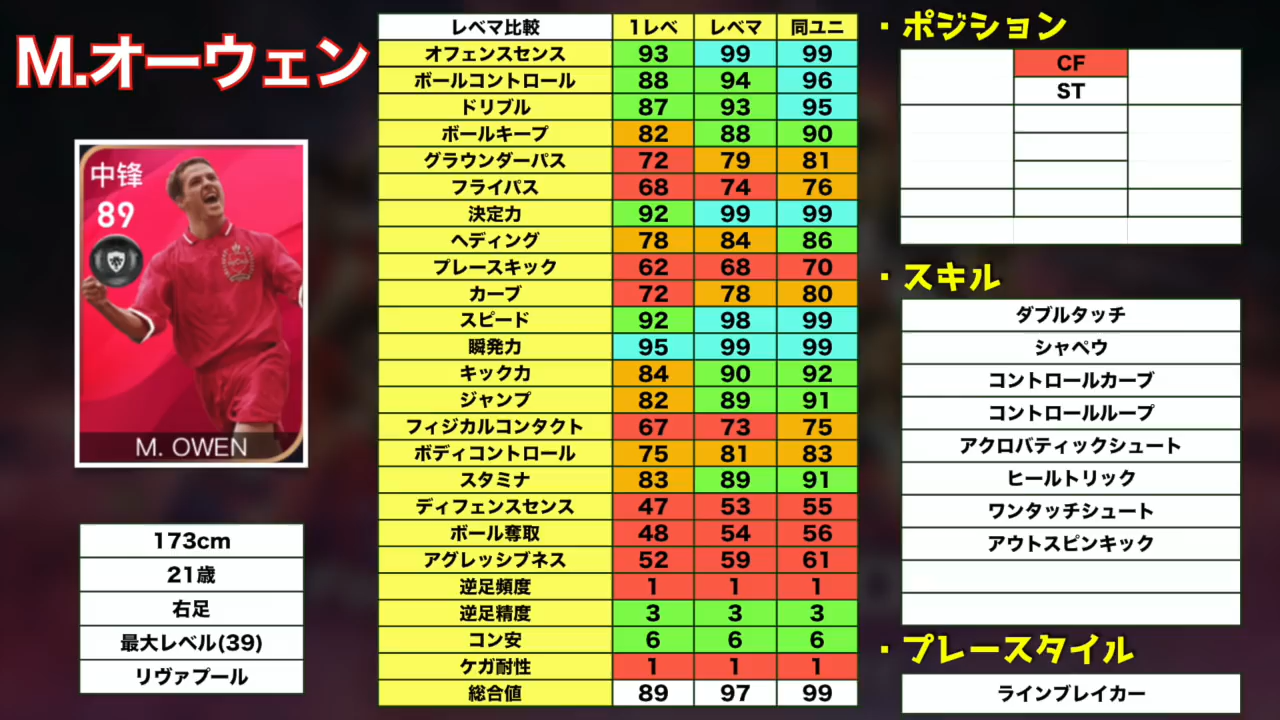 M.オーウェン
中锋
89
M. OWEN
173cm
21歳
右足
最大レベル(39)
リヴァプール
レベマ比較 1レベ レベマ 同ユニ
オフェンスセンス 93 99 99
ボールコントロール 88 94 96
ドリブル 87 93 95
ボールキープ 82 88 90
グラウンダーパス 72 79 81
フライパス 68 74 76
決定力 92 99 99
ヘディング 78 84 86
プレースキック 62 68 70
カーブ 72 78 80
スピード 92 98 99
瞬発力 95 99 99
キック力 84 90 92
ジャンプ 82 89 91
フィジカルコンタクト 67 73 75
ボディコントロール 75 81 83
スタミナ 83 89 91
ディフェンスセンス 47 53 55
ボール奪取 48 54 56
アグレッシブネス 52 59 61
逆足頻度 1 1 1
逆足精度 3 3 3
コン安 6 6 6
ケガ耐性 1 1 1
総合値 89 97 99
・ポジション
CF
ST
・スキル
ダブルタッチ
シャペウ
コントロールカーブ
コントロールループ
アクロバティックシュート
ヒールトリック
ワンタッチシュート
アウトスピンキック
・プレースタイル
ラインブレイカー